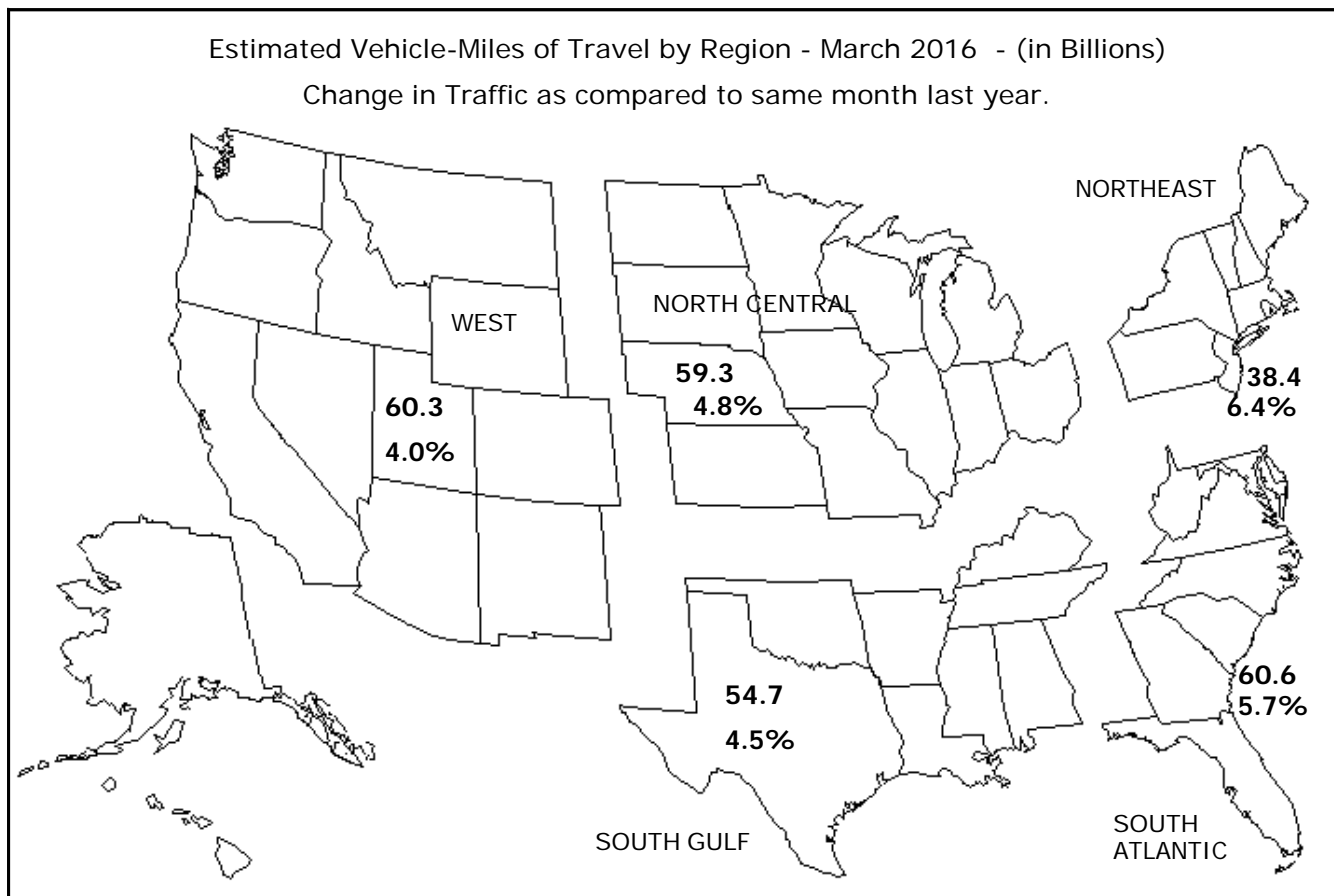 Estimated Vehicle-Miles of Travel by Region - March 2016 - (in Billions)
Change in Traffic as compared to same month last year.
NORTHEAST
38.4
6.4%
WEST
60.3
4.0%
NORTH CENTRAL
59.3
4.8%
SOUTH GULF
54.7
4.5%
SOUTH
ATLANTIC
60.6
5.7%